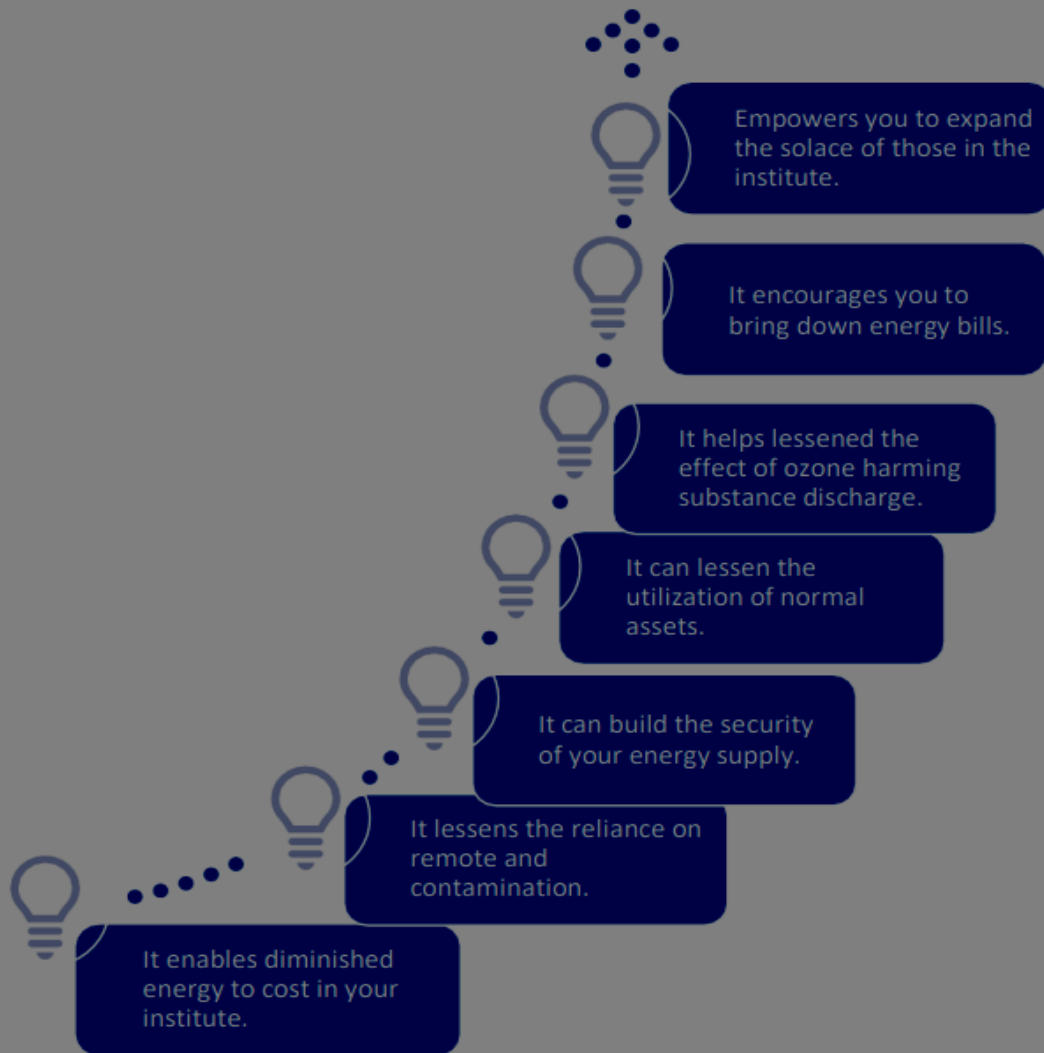 Empowers you to expand
the solace of those in the
institute.
It encourages you to
bring down energy bills.
It helps lessened the
effect of ozone harming
substance discharge.
It can lessen the
utilization of normal
assets.
It can build the security
of your energy supply.
It lessens the reliance on
remote and
contamination.
It enables diminished
energy to cost in your
institute.